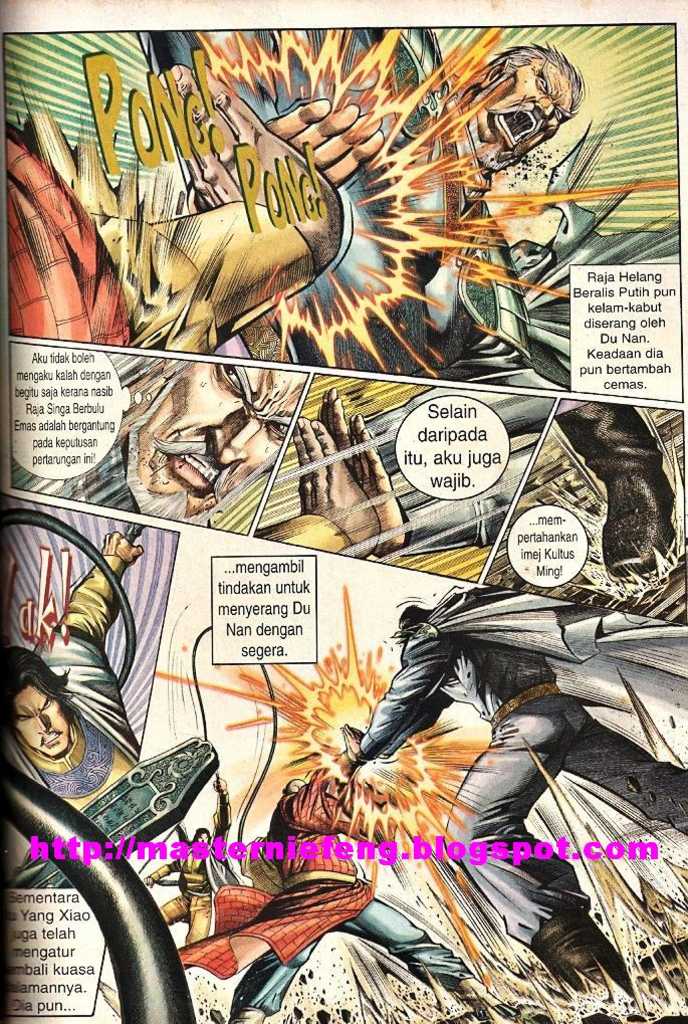 PONG!
PONG!
Raja Helang
Beralis Putih pun
kelam-kabut
diserang oleh
Du Nan.
Keadaan dia
pun bertambah
cemas.
Aku tidak boleh
mengaku kalah dengan
begitu saja kerana nasib
Raja Singa Berbulu
Emas adalah bergantung
pada keputusan
pertarungan ini!
Selain
daripada
itu, aku juga
wajib.
...mem-
pertahankan
imej Kultus
Ming!
...mengambil
tindakan untuk
menyerang Du
Nan dengan
segera.
http://masterniefeng.blogspot.com
Sementara
Yang Xiao
telah
mengatur
kuasa
Dia pun...